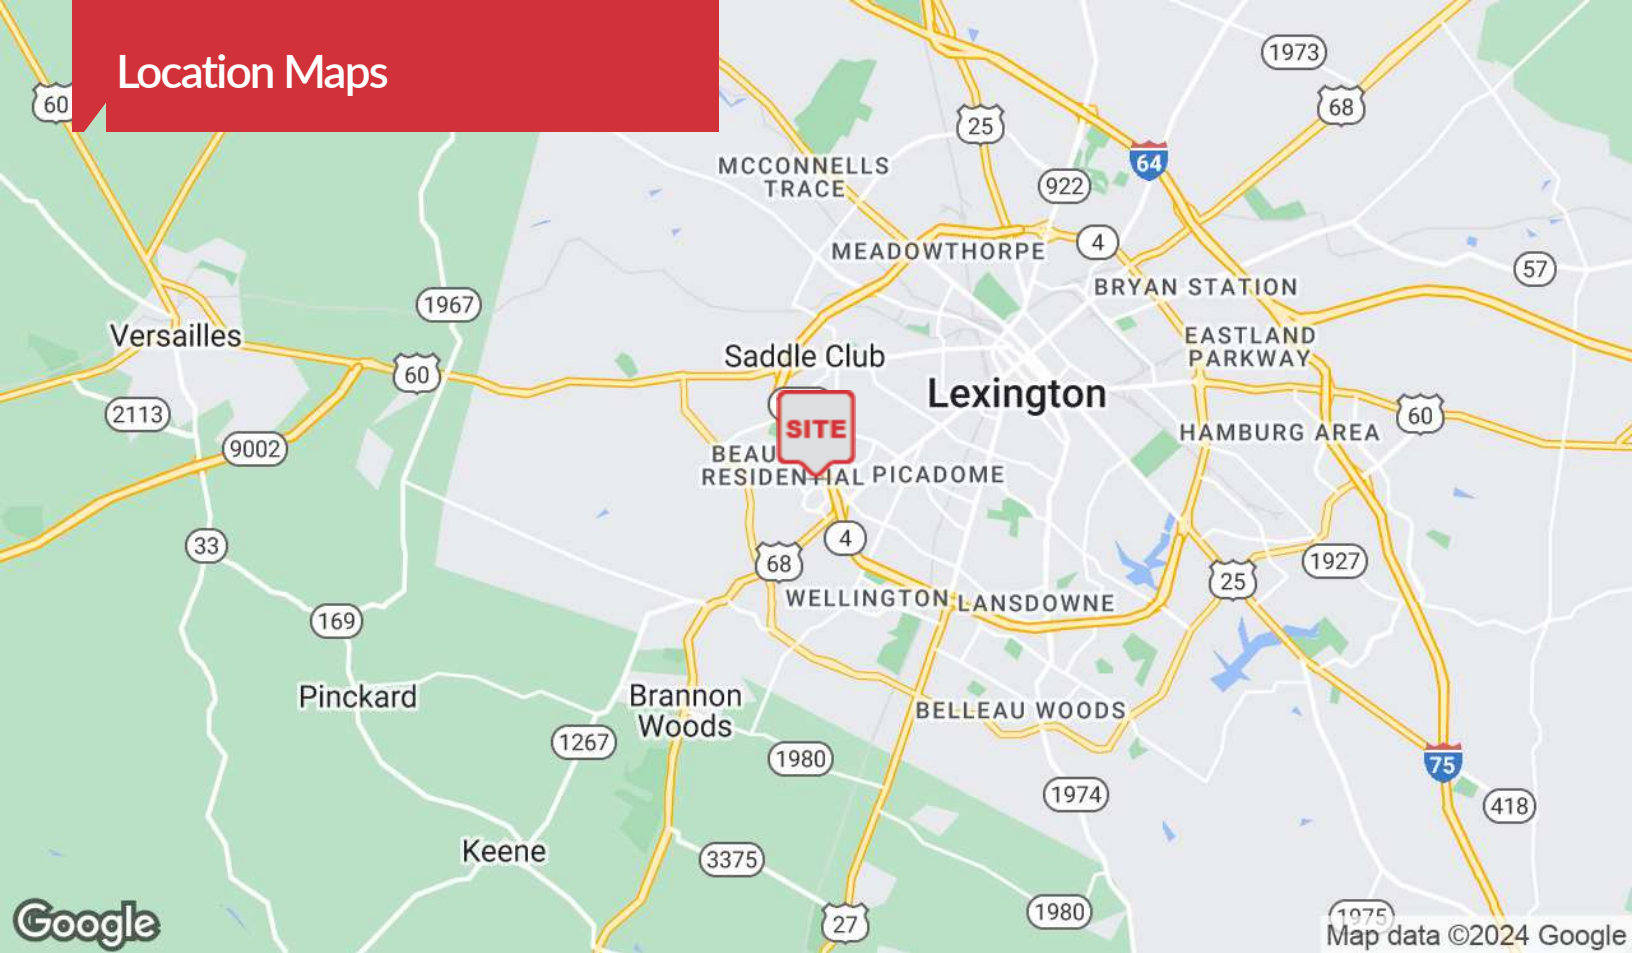 Location Maps
60
1973
68
25
64
MCCONNELLS
TRACE
922
4
MEADOWTHORPE
57
BRYAN STATION
1967
Versailles
EASTLAND
PARKWAY
Saddle Club
60
Lexington
2113
60
SITE
HAMBURG AREA
9002
BEAU
RESIDENTIAL
PICADOME
33
4
68
1927
25
WELLINGTON
LANSDOWNE
169
Pinckard
Brannon
Woods
BELLEAU WOODS
1267
1980
75
1974
418
Keene
3375
1980
27
1975
Google
Map data ©2024 Google